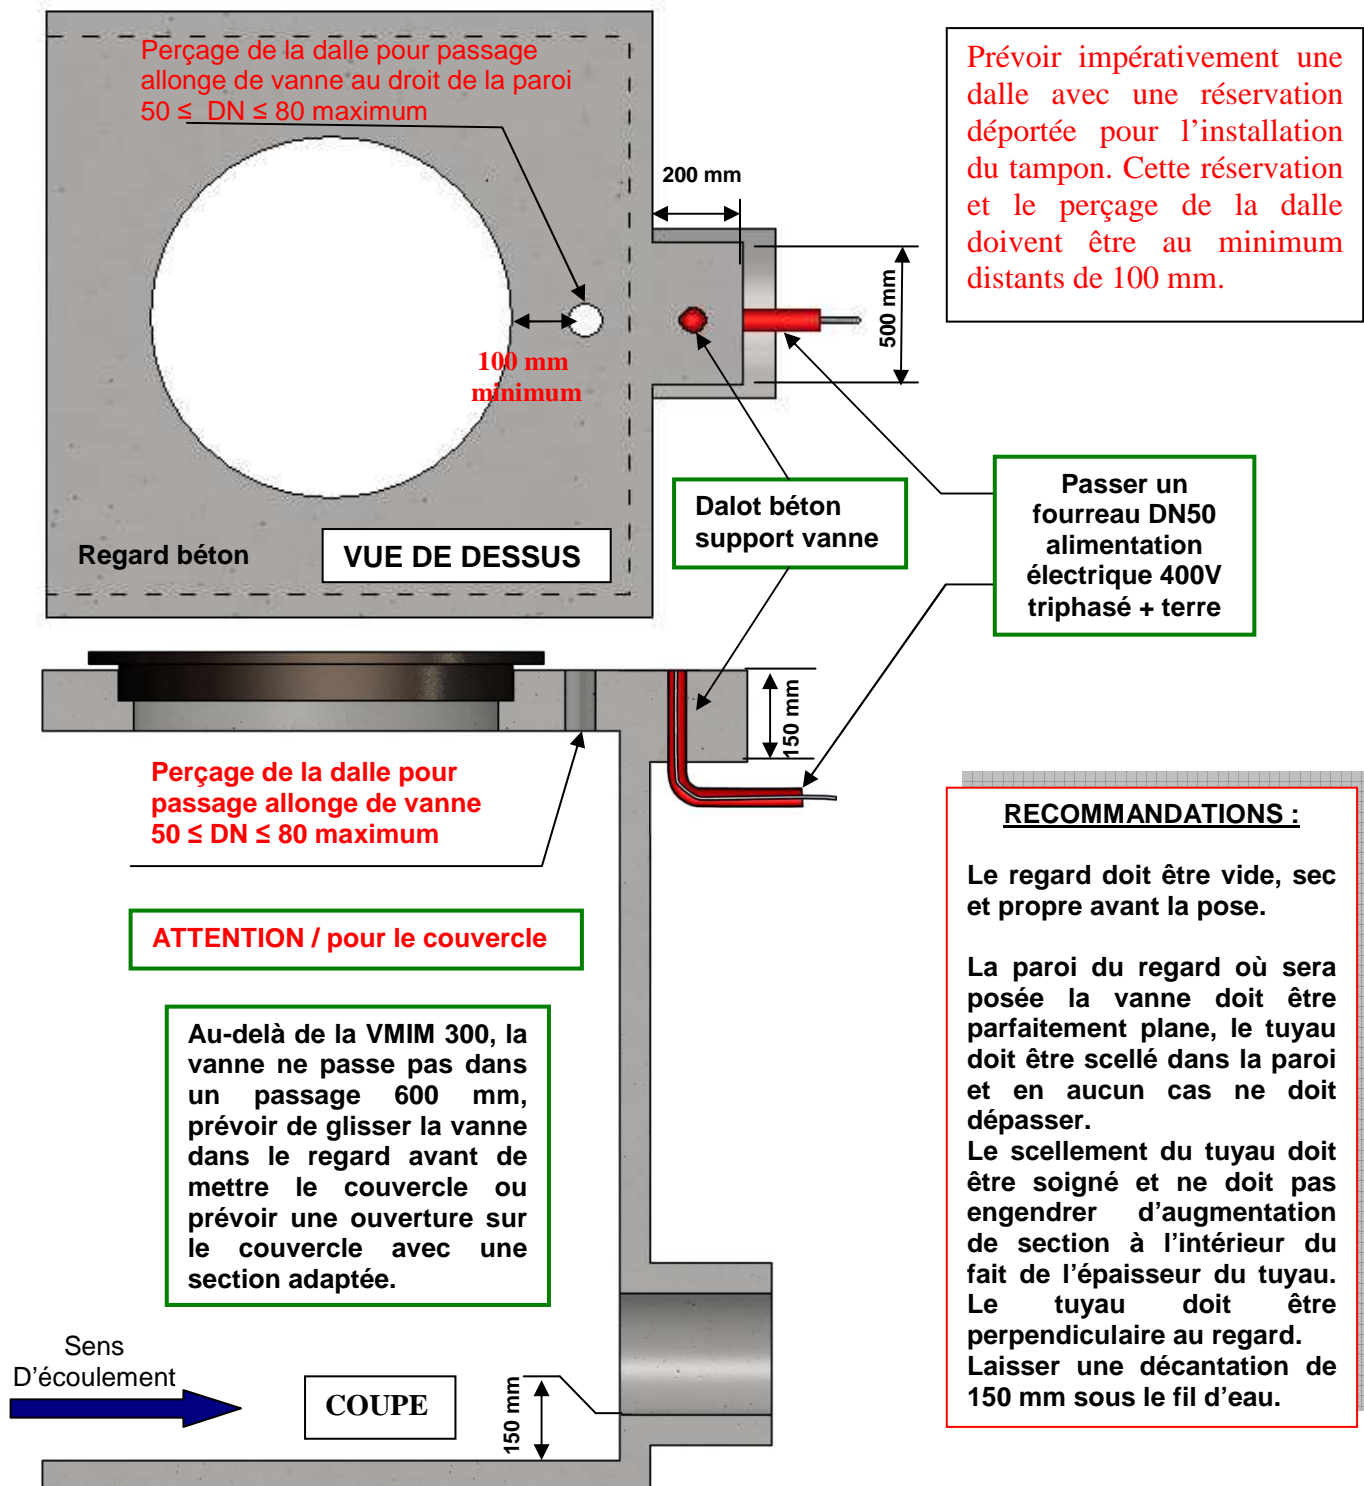 Perçage de la dalle pour passage
allonge de vanne au droit de la paroi
50 ≤ DN ≤ 80 maximum
Prévoir impérativement une
dalle avec une réservation
déportée pour l’installation
du tampon. Cette réservation
et le perçage de la dalle
doivent être au minimum
distants de 100 mm.
200 mm
500 mm
100 mm
minimum
Regard béton
VUE DE DESSUS
Dalot béton
support vanne
Passer un
fourreau DN50
alimentation
électrique 400V
triphasé + terre
150 mm
Perçage de la dalle pour
passage allonge de vanne
50 ≤ DN ≤ 80 maximum
ATTENTION / pour le couvercle
Au-delà de la VMIM 300, la
vanne ne passe pas dans
un passage 600 mm,
prévoir de glisser la vanne
dans le regard avant de
mettre le couvercle ou
prévoir une ouverture sur
le couvercle avec une
section adaptée.
RECOMMANDATIONS :
Le regard doit être vide, sec
et propre avant la pose.
La paroi du regard où sera
posée la vanne doit être
parfaitement plane, le tuyau
doit être scellé dans la paroi
et en aucun cas ne doit
dépasser.
Le scellement du tuyau doit
être soigné et ne doit pas
engendrer d’augmentation
de section à l’intérieur du
fait de l’épaisseur du tuyau.
Le tuyau doit être
perpendiculaire au regard.
Laisser une décantation de
150 mm sous le fil d’eau.
Sens
D’écoulement
COUPE
150 mm